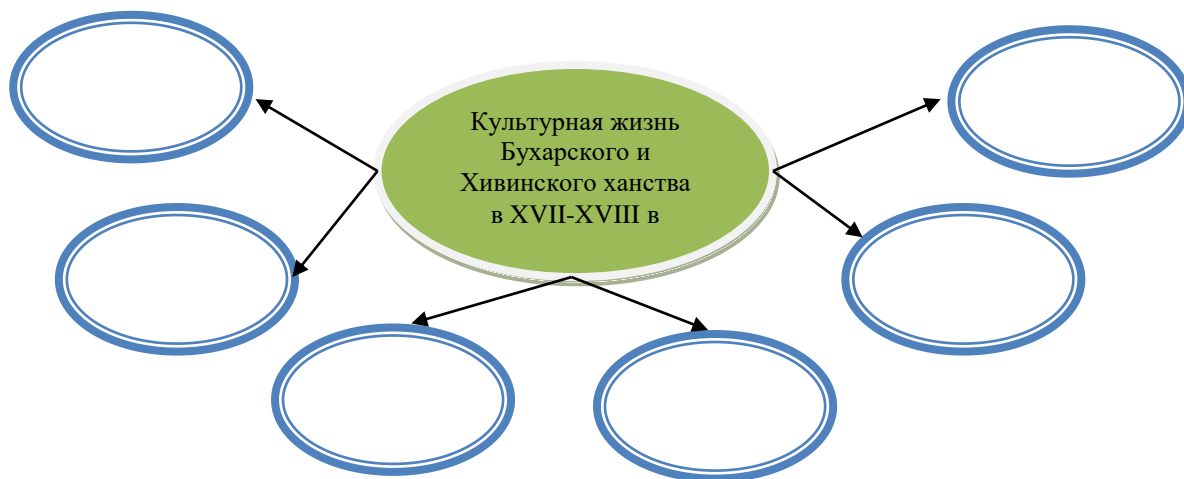 Культурная жизнь
Бухарского и
Хивинского ханства
в XVII-XVIII в